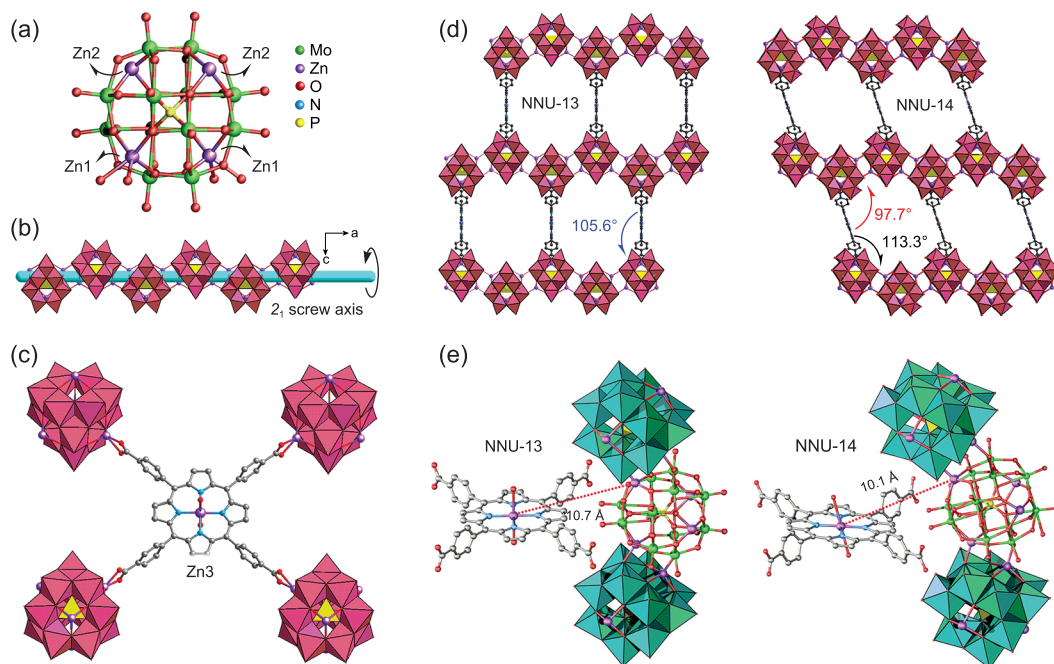 (a)
Zn2
Zn2
Zn1
Zn1
Mo
Zn
O
N
P
(b)
a
c
2₁ screw axis
(c)
Zn3
(d)
NNU-13
105.6°
NNU-14
97.7°
113.3°
(e)
NNU-13
10.7 Å
NNU-14
10.1 Å